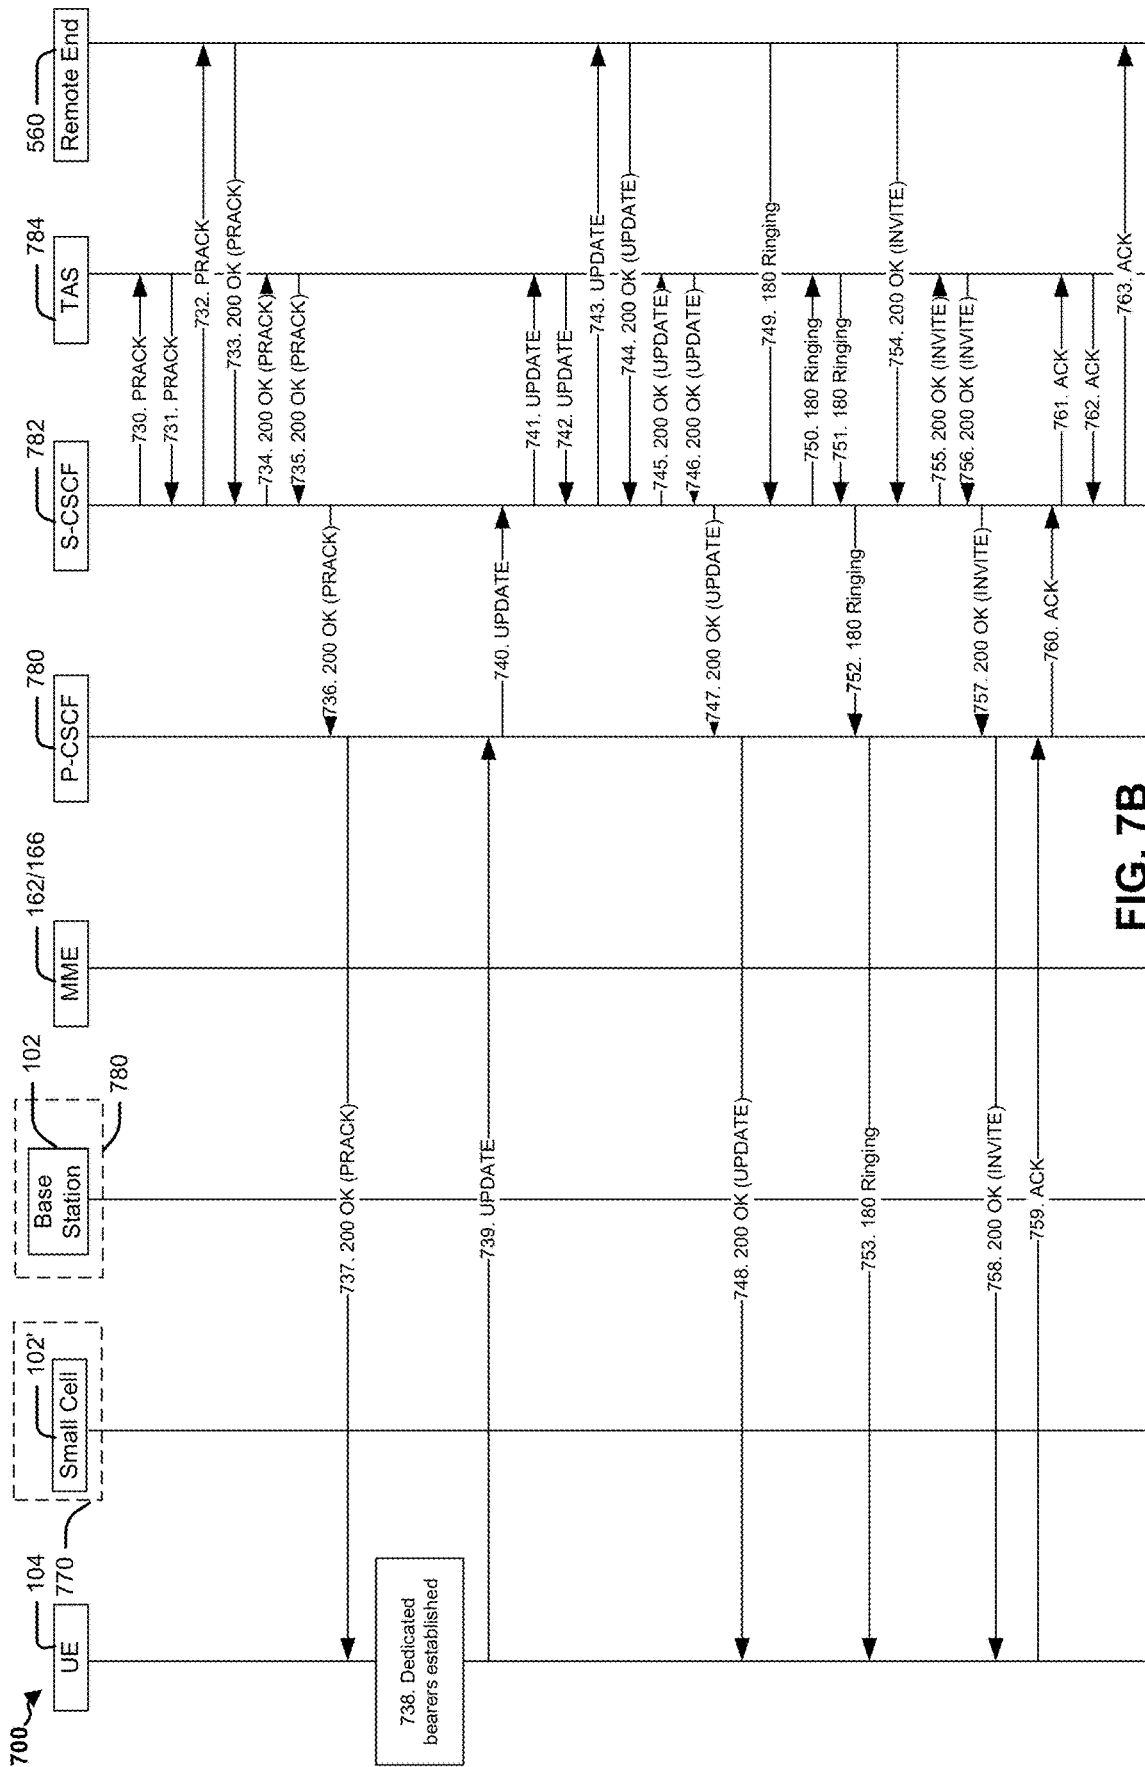 700
104
770
102'
102
780
162/166
780
782
784
560
UE
Small Cell
Base
Station
MME
P-CSCF
S-CSCF
TAS
Remote End
730. PRACK
731. PRACK
732. PRACK
733. 200 OK (PRACK)
734. 200 OK (PRACK)
735. 200 OK (PRACK)
736. 200 OK (PRACK)
737. 200 OK (PRACK)
738. Dedicated
bearers established
739. UPDATE
740. UPDATE
741. UPDATE
742. UPDATE
743. UPDATE
744. 200 OK (UPDATE)
745. 200 OK (UPDATE)
746. 200 OK (UPDATE)
747. 200 OK (UPDATE)
748. 200 OK (UPDATE)
749. 180 Ringing
750. 180 Ringing
751. 180 Ringing
752. 180 Ringing
753. 180 Ringing
754. 200 OK (INVITE)
755. 200 OK (INVITE)
756. 200 OK (INVITE)
757. 200 OK (INVITE)
758. 200 OK (INVITE)
759. ACK
760. ACK
761. ACK
762. ACK
763. ACK
FIG. 7B